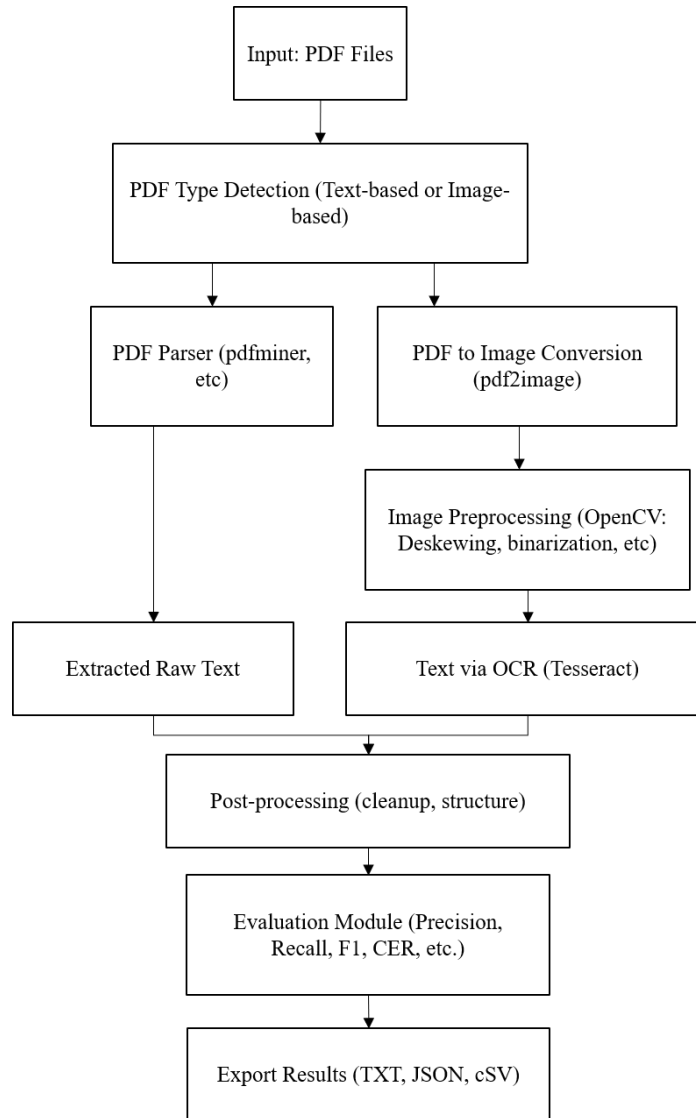 Input: PDF Files
PDF Type Detection (Text-based or Image-
based)
PDF Parser (pdfminer,
etc)
PDF to Image Conversion
(pdf2image)
Image Preprocessing (OpenCV:
Deskewing, binarization, etc)
Extracted Raw Text
Text via OCR (Tesseract)
Post-processing (cleanup, structure)
Evaluation Module (Precision,
Recall, F1, CER, etc.)
Export Results (TXT, JSON, cSV)